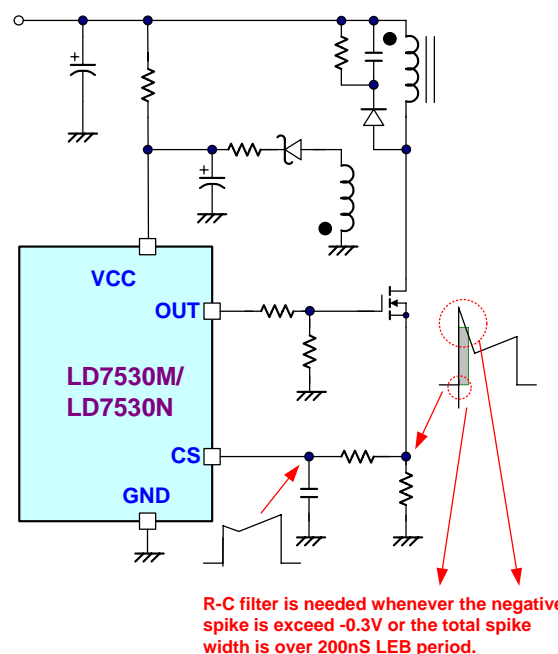 +
+
VCC
OUT
LD7530M/
LD7530N
CS
GND
R-C filter is needed whenever the negative
spike is exceed -0.3V or the total spike
width is over 200nS LEB period.